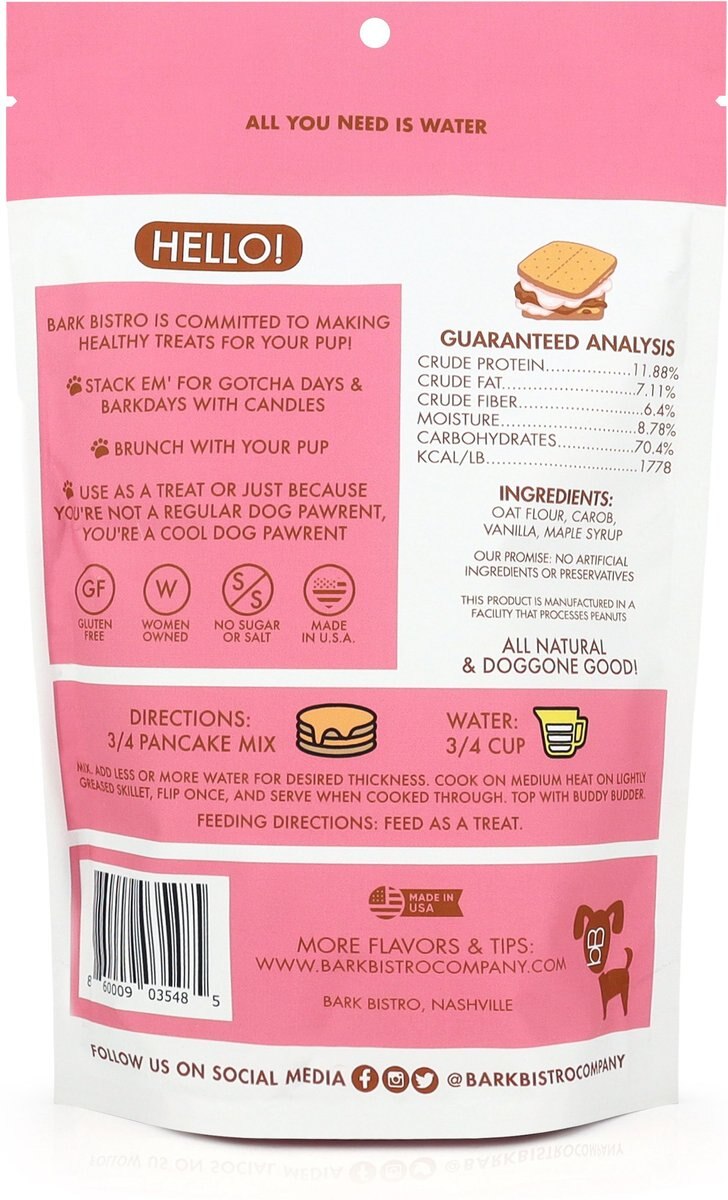 ALL YOU NEED IS WATER
HELLO!
BARK BISTRO IS COMMITTED TO MAKING
HEALTHY TREATS FOR YOUR PUP!
STACK EM' FOR GOTCHA DAYS &
BARKDAYS WITH CANDLES
BRUNCH WITH YOUR PUP
USE AS A TREAT OR JUST BECAUSE
YOU'RE NOT A REGULAR DOG PAWRENT,
YOU'RE A COOL DOG PAWRENT
GF
GLUTEN
FREE
W
WOMEN
OWNED
S/S
NO SUGAR
OR SALT
MADE
IN U.S.A.
GUARANTEED ANALYSIS
CRUDE PROTEIN....................11.88%
CRUDE FAT..............................7.11%
CRUDE FIBER............................6.4%
MOISTURE................................8.78%
CARBOHYDRATES...............70.4%
KCAL/LB...................................1778
INGREDIENTS:
OAT FLOUR, CAROB,
VANILLA, MAPLE SYRUP
OUR PROMISE: NO ARTIFICIAL
INGREDIENTS OR PRESERVATIVES
THIS PRODUCT IS MANUFACTURED IN A
FACILITY THAT PROCESSES PEANUTS
ALL NATURAL
& DOGGONE GOOD!
DIRECTIONS:
3/4 PANCAKE MIX
WATER:
3/4 CUP
MIX. ADD LESS OR MORE WATER FOR DESIRED THICKNESS. COOK ON MEDIUM HEAT ON LIGHTLY
GREASED SKILLET, FLIP ONCE, AND SERVE WHEN COOKED THROUGH. TOP WITH BUDDY BUDDER.
FEEDING DIRECTIONS: FEED AS A TREAT.
8 60009 03548 5
MADE IN
USA
MORE FLAVORS & TIPS:
WWW.BARKBISTROCOMPANY.COM
BARK BISTRO, NASHVILLE
bB
FOLLOW US ON SOCIAL MEDIA @BARKBISTROCOMPANY